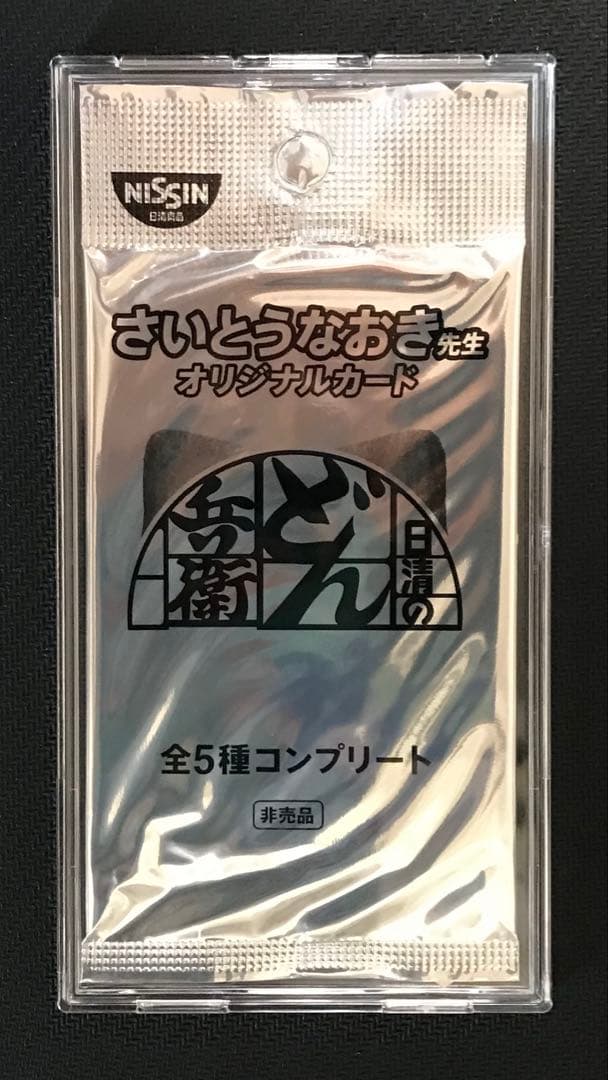 NISSIN
日清食品
さいとうなおき先生
オリジナルカード
日清の
どん
兵衛
全5種コンプリート
非売品